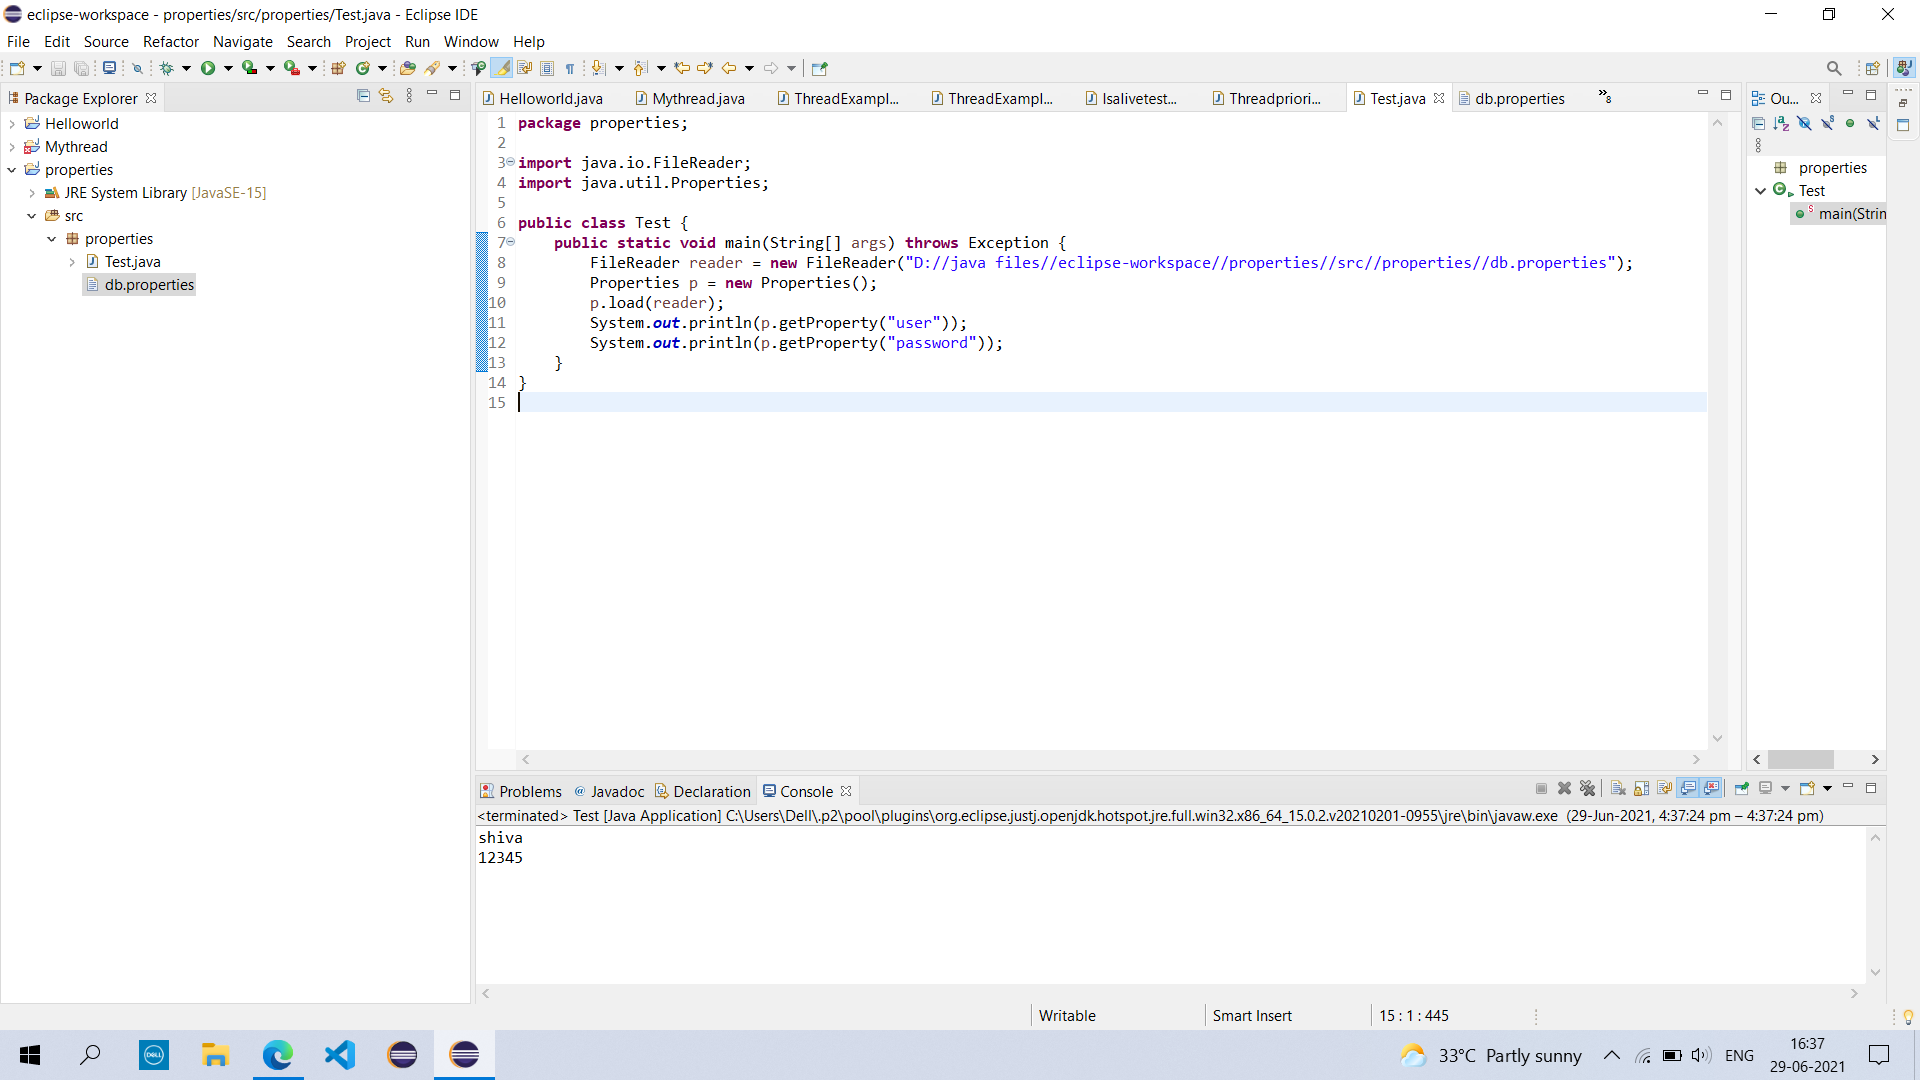 eclipse-workspace - properties/src/properties/Test.java - Eclipse IDE
File Edit Source Refactor Navigate Search Project Run Window Help
Package Explorer
Helloworld
Mythread
properties
JRE System Library [JavaSE-15]
src
properties
Test.java
db.properties
Helloworld.java Mythread.java ThreadExampl... ThreadExampl... Isalivetest... Threadpriori... Test.java db.properties »8
1 package properties;
2
3 import java.io.FileReader;
4 import java.util.Properties;
5
6 public class Test {
7 public static void main(String[] args) throws Exception {
8 FileReader reader = new FileReader("D://java files//eclipse-workspace//properties//src//properties//db.properties");
9 Properties p = new Properties();
10 p.load(reader);
11 System.out.println(p.getProperty("user"));
12 System.out.println(p.getProperty("password"));
13 }
14 }
15
Ou...
properties
Test
main(Strin
Problems @ Javadoc Declaration Console
<terminated> Test [Java Application] C:\Users\Dell\.p2\pool\plugins\org.eclipse.justj.openjdk.hotspot.jre.full.win32.x86_64_15.0.2.v20210201-0955\jre\bin\javaw.exe (29-Jun-2021, 4:37:24 pm – 4:37:24 pm)
shiva
12345
Writable Smart Insert 15 : 1 : 445
DELL
33°C Partly sunny ENG 16:37
29-06-2021